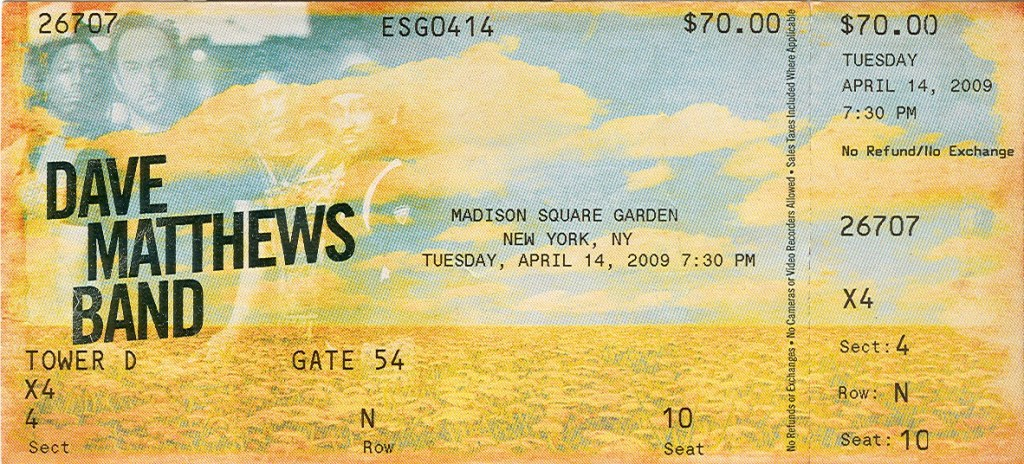 26707
ESG0414
$70.00
DAVE
MATTHEWS
BAND
MADISON SQUARE GARDEN
NEW YORK, NY
TUESDAY, APRIL 14, 2009 7:30 PM
TOWER D
GATE 54
X4
4
N
10
Sect
Row
Seat
No Refunds or Exchanges • No Cameras or Video Recorders Allowed • Sales Taxes Included Where Applicable
$70.00
TUESDAY
APRIL 14, 2009
7:30 PM
No Refund/No Exchange
26707
X4
Sect: 4
Row: N
Seat: 10